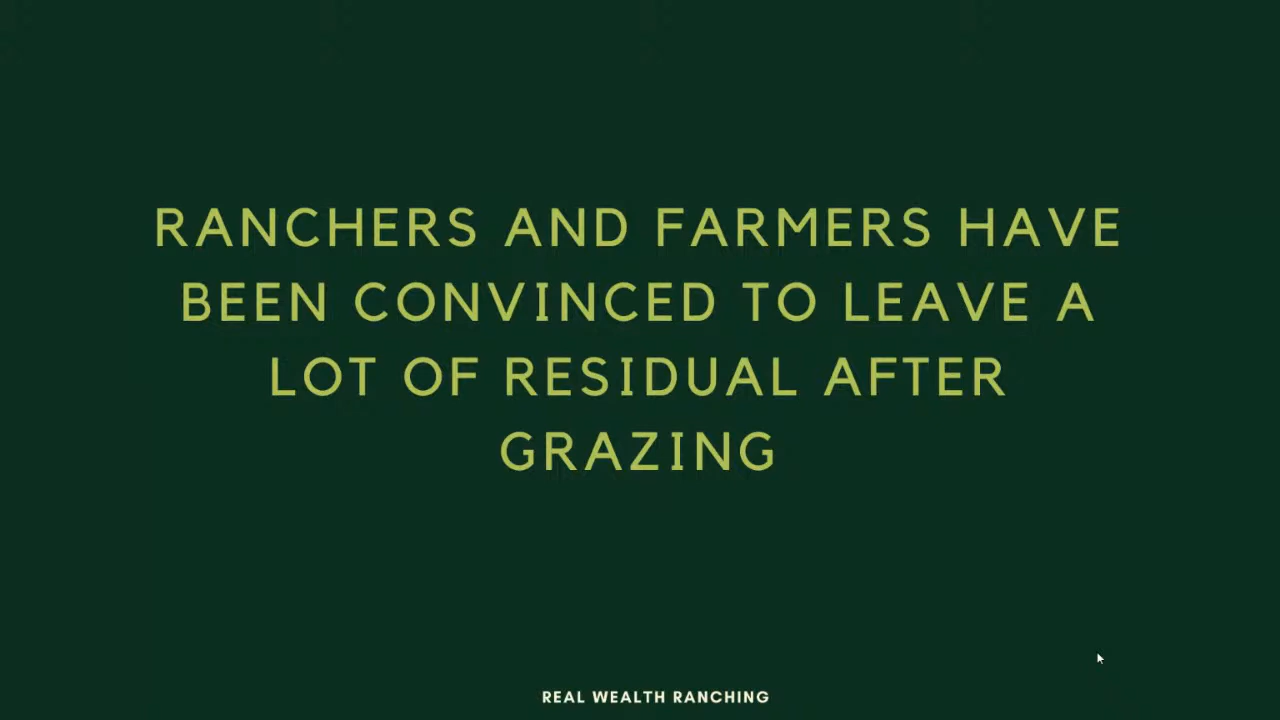 RANCHERS AND FARMERS HAVE
BEEN CONVINCED TO LEAVE A
LOT OF RESIDUAL AFTER
GRAZING
REAL WEALTH RANCHING